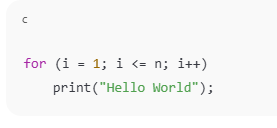 c
for (i = 1; i <= n; i++)
    print("Hello World");